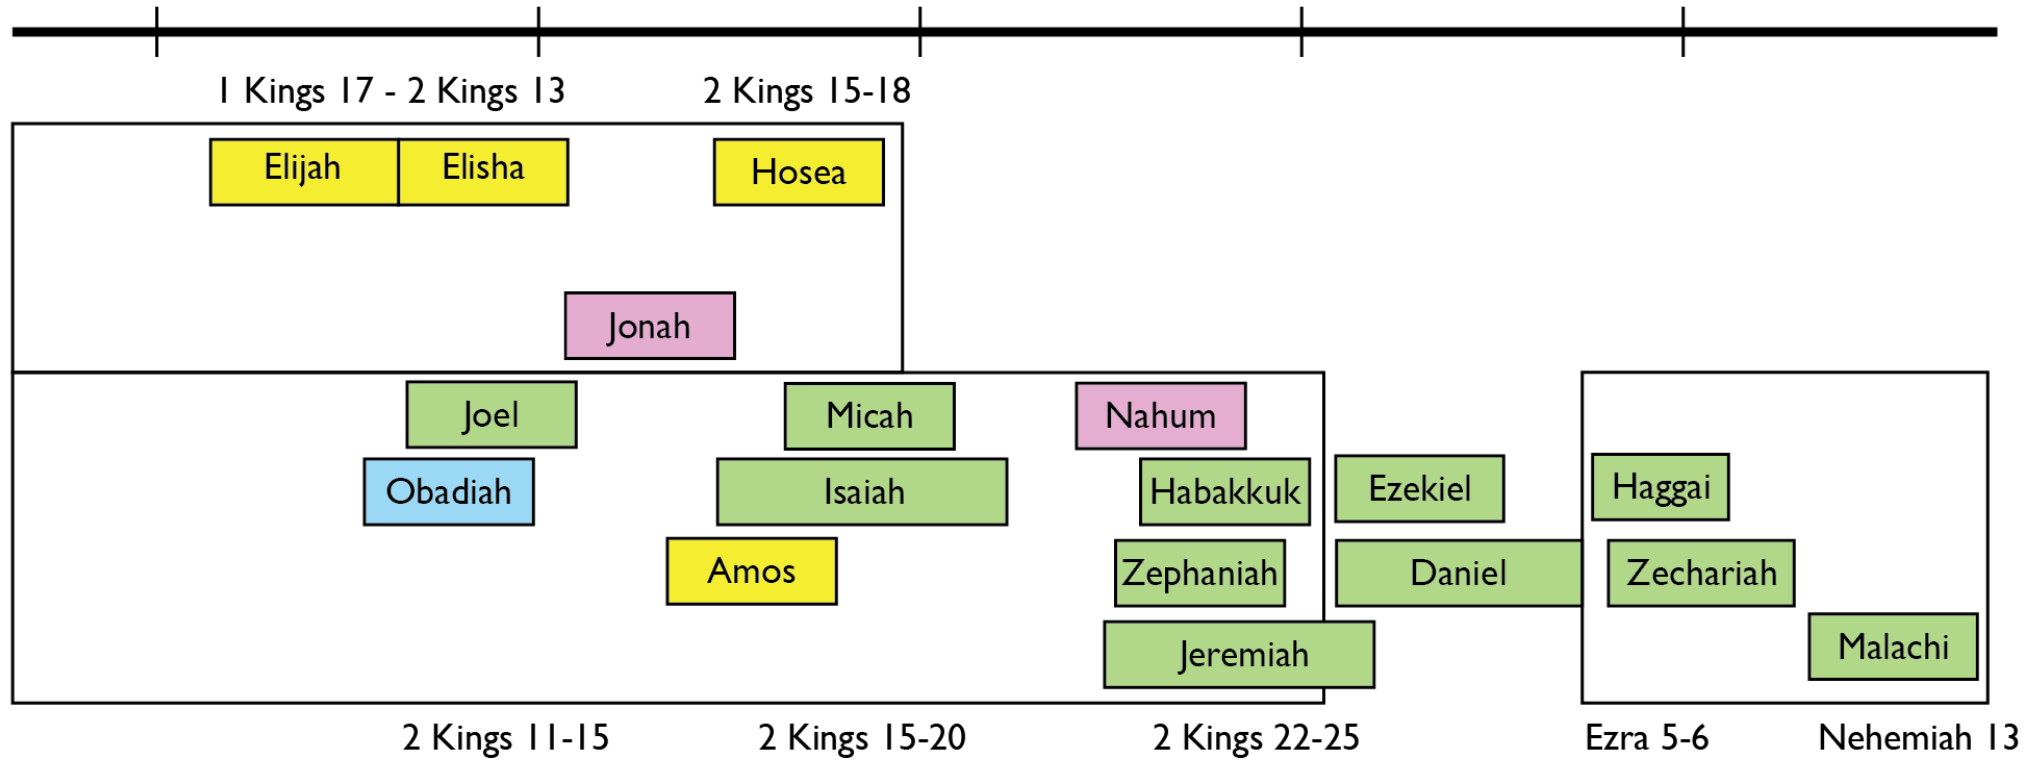 1 Kings 17 - 2 Kings 13 2 Kings 15-18
Elijah Elisha Hosea
Jonah
Joel Micah Nahum
Obadiah Isaiah Habakkuk Ezekiel Haggai
Amos Zephaniah Daniel Zechariah
Jeremiah Malachi
2 Kings 11-15 2 Kings 15-20 2 Kings 22-25 Ezra 5-6 Nehemiah 13